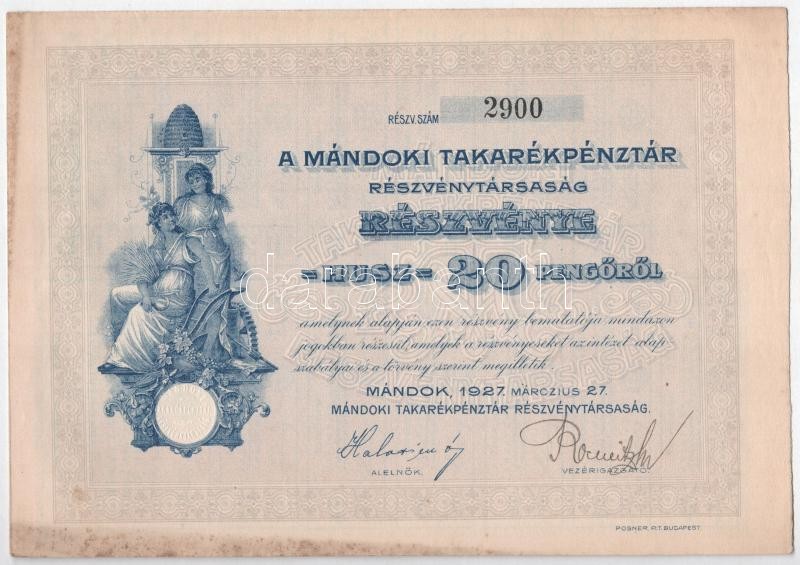 RÉSZV. SZÁM 2900
A MÁNDOKI TAKARÉKPÉNZTÁR
RÉSZVÉNYTÁRSASÁG
RÉSZVÉNYE
-HUSZ- 20 PENGŐRŐL
amelynek alapján ezen részvény bemutatója mindazon
jogokban részesül, amelyek a részvényeseket az intézet alap-
szabályai és a törvény szerint megilletik.
MÁNDOK, 1927. MÁRCZIUS 27.
MÁNDOKI TAKARÉKPÉNZTÁR RÉSZVÉNYTÁRSASÁG.
ALELNÖK. VEZÉRIGAZGATÓ.
POSNER R.T. BUDAPEST
darabanth